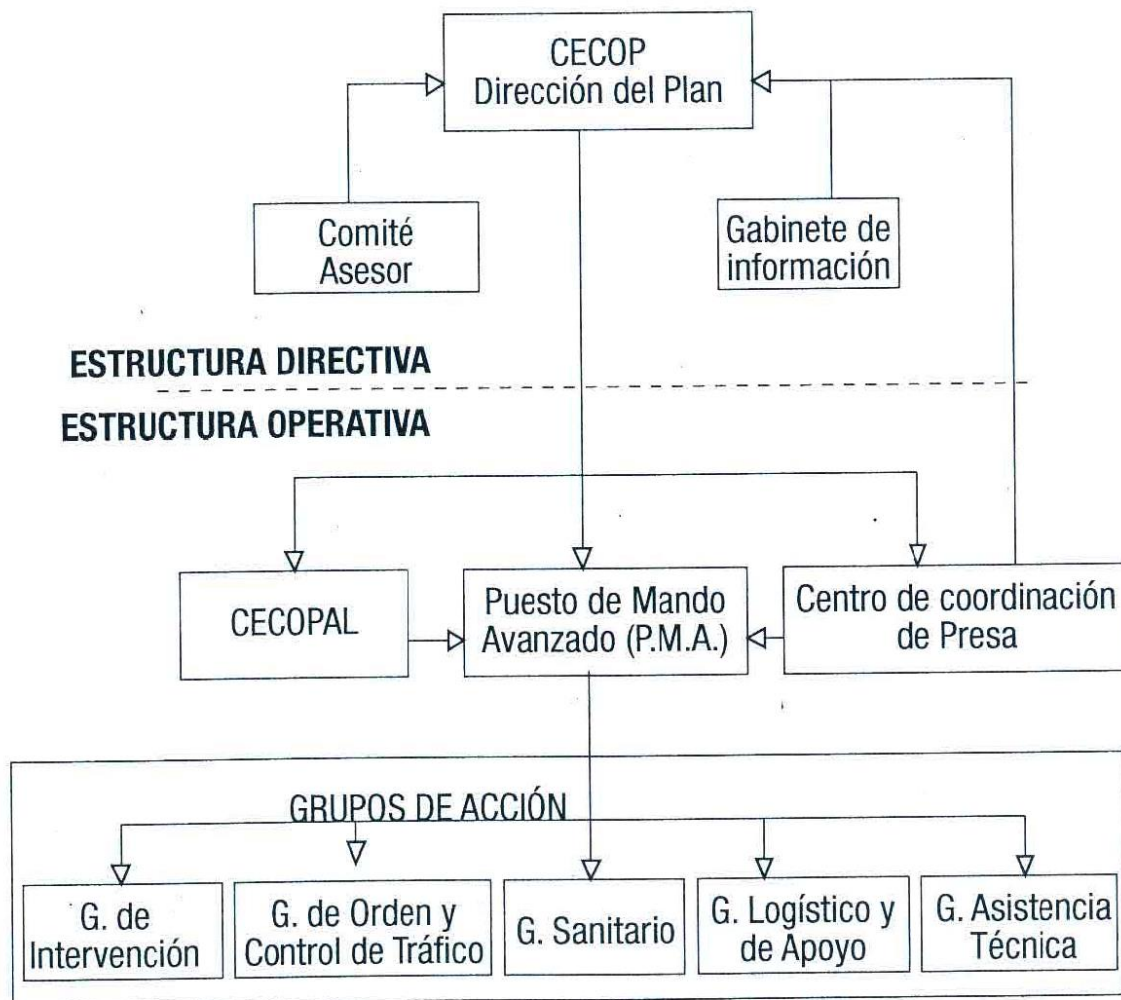 CECOP
Dirección del Plan
Comité
Asesor
Gabinete de
información
ESTRUCTURA DIRECTIVA
ESTRUCTURA OPERATIVA
CECOPAL
Puesto de Mando
Avanzado (P.M.A.)
Centro de coordinación
de Presa
GRUPOS DE ACCIÓN
G. de
Intervención
G. de Orden y
Control de Tráfico
G. Sanitario
G. Logístico y
de Apoyo
G. Asistencia
Técnica